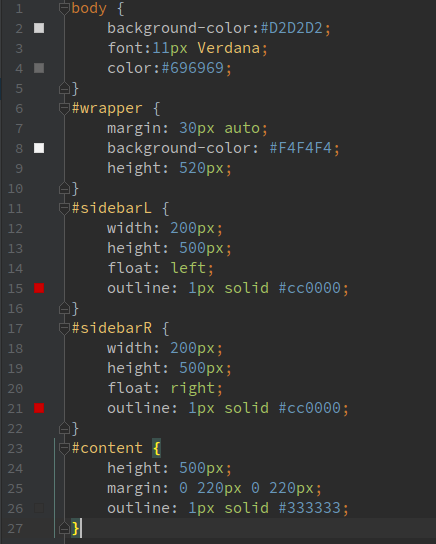 1 body {
2 background-color:#D2D2D2;
3 font:11px Verdana;
4 color:#696969;
5 }
6 #wrapper {
7 margin: 30px auto;
8 background-color: #F4F4F4;
9 height: 520px;
10 }
11 #sidebarL {
12 width: 200px;
13 height: 500px;
14 float: left;
15 outline: 1px solid #cc0000;
16 }
17 #sidebarR {
18 width: 200px;
19 height: 500px;
20 float: right;
21 outline: 1px solid #cc0000;
22 }
23 #content {
24 height: 500px;
25 margin: 0 220px 0 220px;
26 outline: 1px solid #333333;
27 }